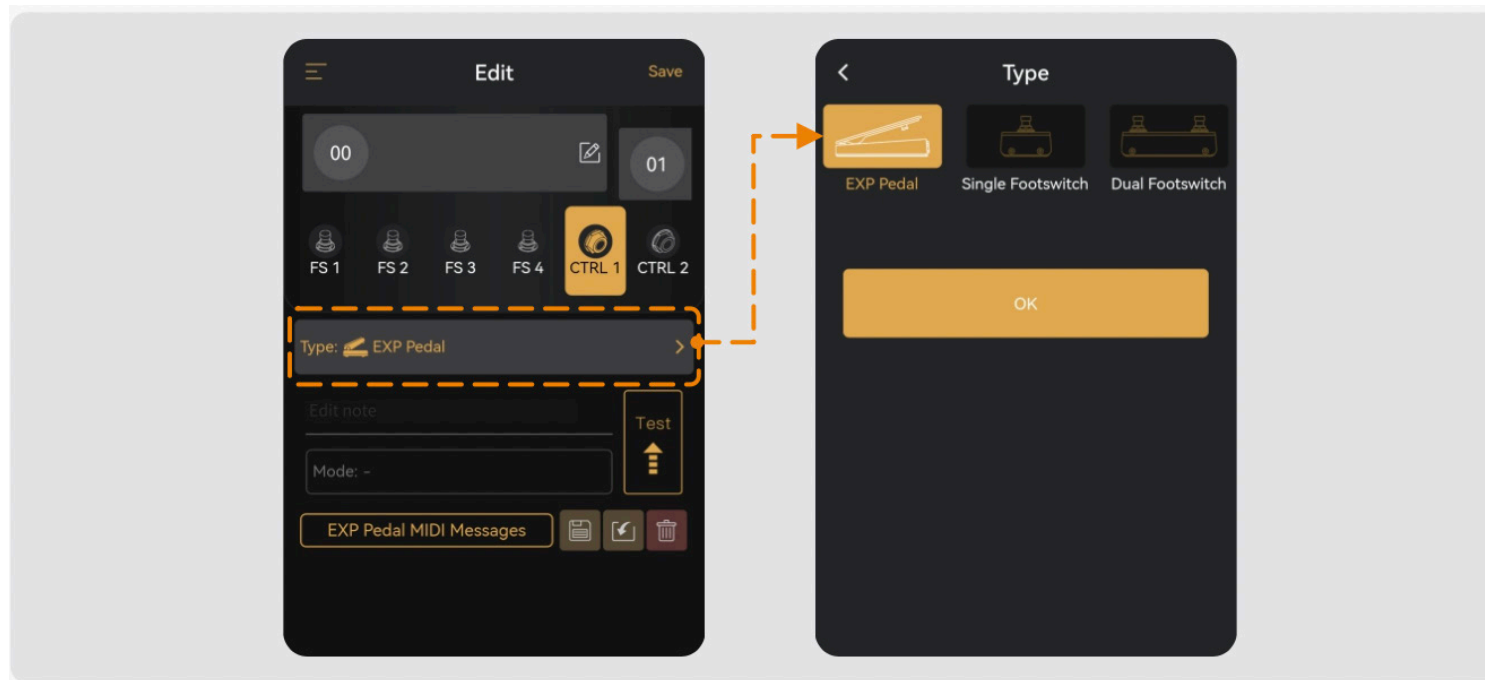 Edit
Save
00
01
FS 1
FS 2
FS 3
FS 4
CTRL 1
CTRL 2
Type: EXP Pedal
Edit note
Test
Mode: -
EXP Pedal MIDI Messages
Type
EXP Pedal
Single Footswitch
Dual Footswitch
OK